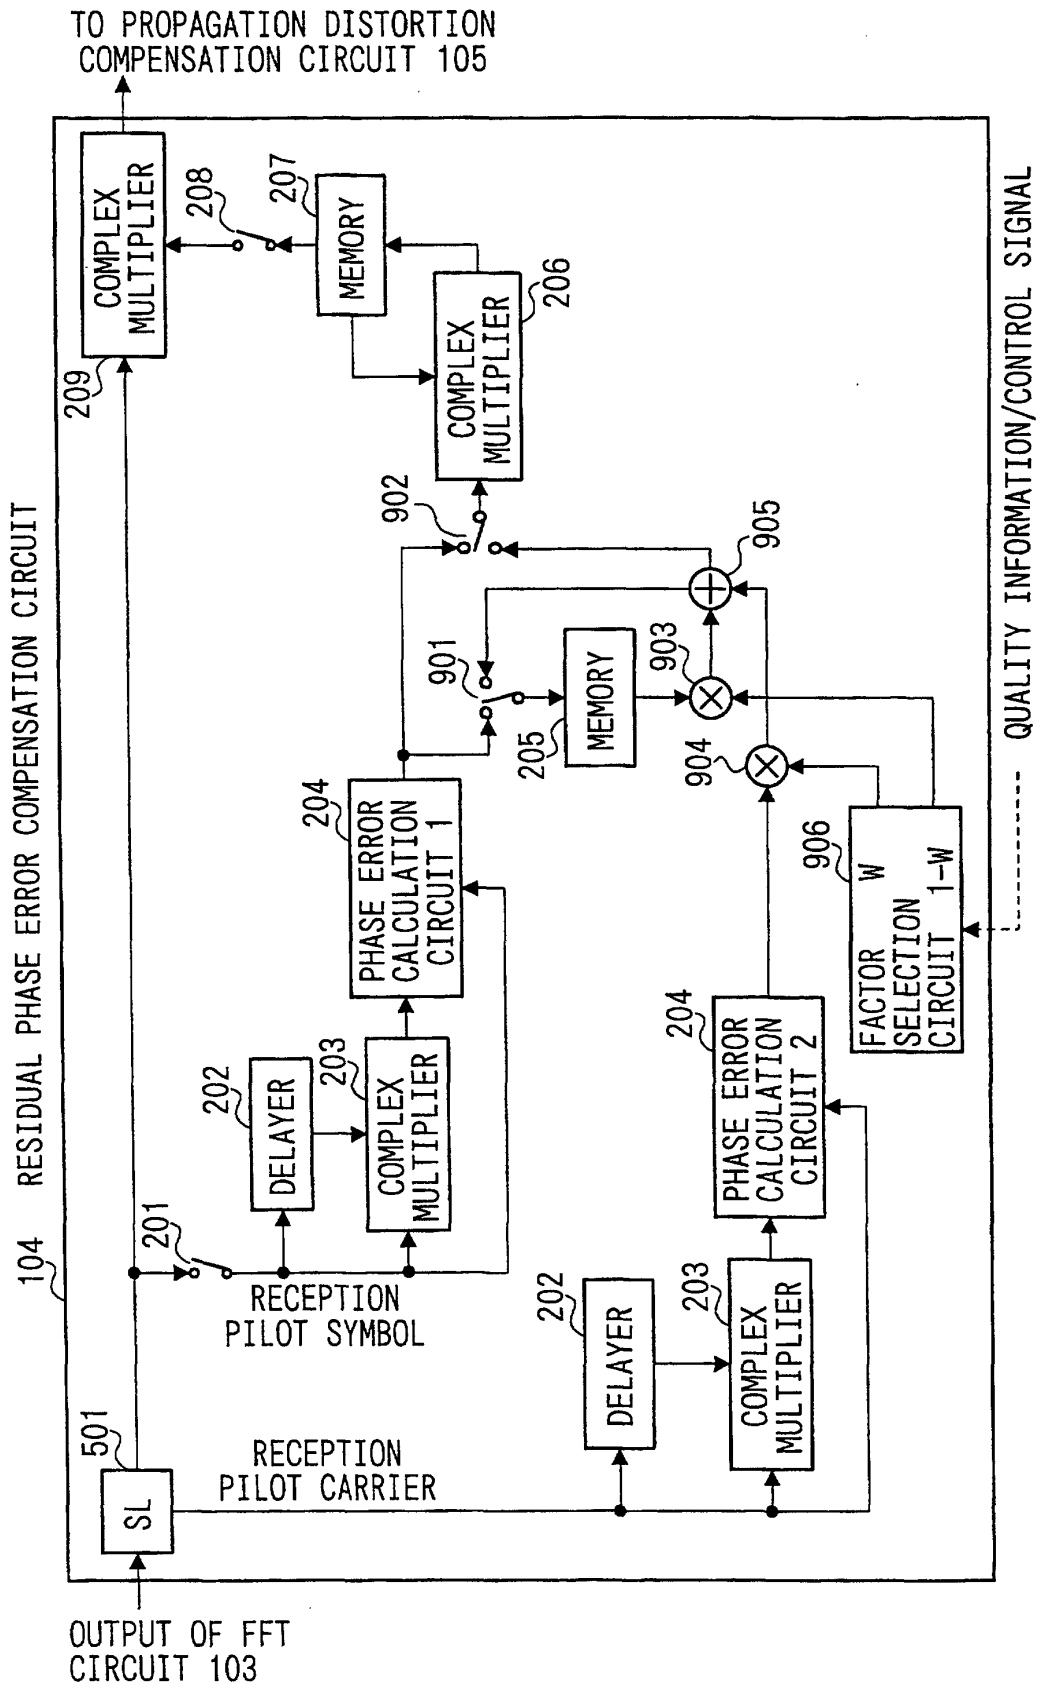 104 RESIDUAL PHASE ERROR COMPENSATION CIRCUIT
OUTPUT OF FFT
CIRCUIT 103
501
SL
TO PROPAGATION DISTORTION
COMPENSATION CIRCUIT 105
209
COMPLEX
MULTIPLIER
201
RECEPTION
PILOT SYMBOL
RECEPTION
PILOT CARRIER
202
DELAYER
203
COMPLEX
MULTIPLIER
204
PHASE ERROR
CALCULATION
CIRCUIT 1
208
207
MEMORY
206
COMPLEX
MULTIPLIER
902
901
205
MEMORY
903
905
904
202
DELAYER
203
COMPLEX
MULTIPLIER
204
PHASE ERROR
CALCULATION
CIRCUIT 2
906
FACTOR W
SELECTION
CIRCUIT 1-W
QUALITY INFORMATION/CONTROL SIGNAL